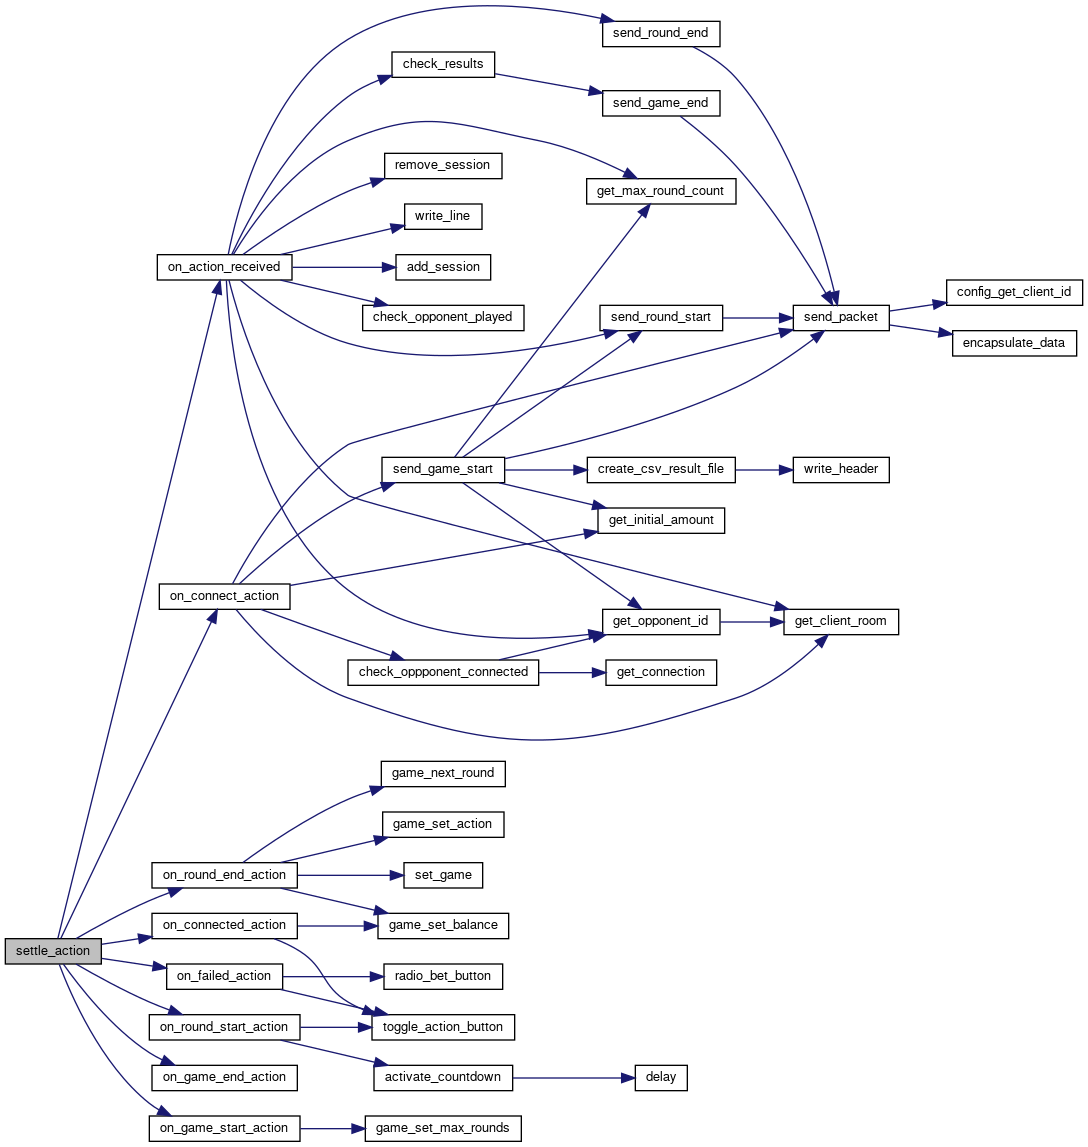 send_round_end
check_results
send_game_end
remove_session
get_max_round_count
write_line
on_action_received
add_session
config_get_client_id
check_opponent_played
send_round_start
send_packet
encapsulate_data
send_game_start
create_csv_result_file
write_header
get_initial_amount
on_connect_action
get_opponent_id
get_client_room
check_oppponent_connected
get_connection
game_next_round
game_set_action
on_round_end_action
set_game
on_connected_action
game_set_balance
settle_action
on_failed_action
radio_bet_button
on_round_start_action
toggle_action_button
on_game_end_action
activate_countdown
delay
on_game_start_action
game_set_max_rounds